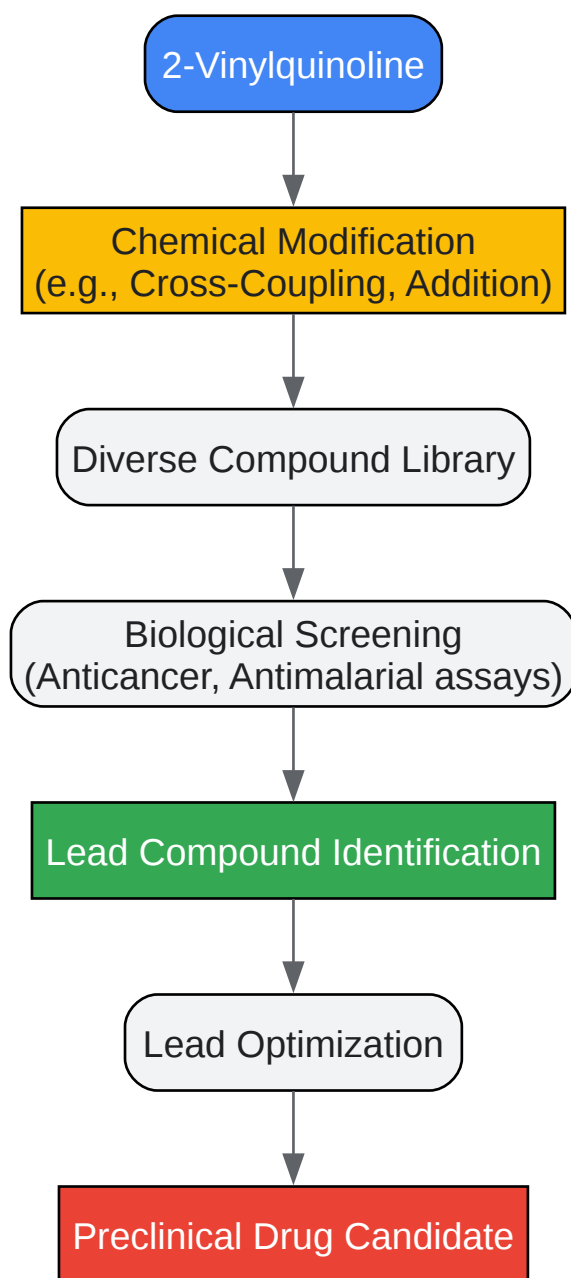 2-Vinylquinoline
Chemical Modification
(e.g., Cross-Coupling, Addition)
Diverse Compound Library
Biological Screening
(Anticancer, Antimalarial assays)
Lead Compound Identification
Lead Optimization
Preclinical Drug Candidate